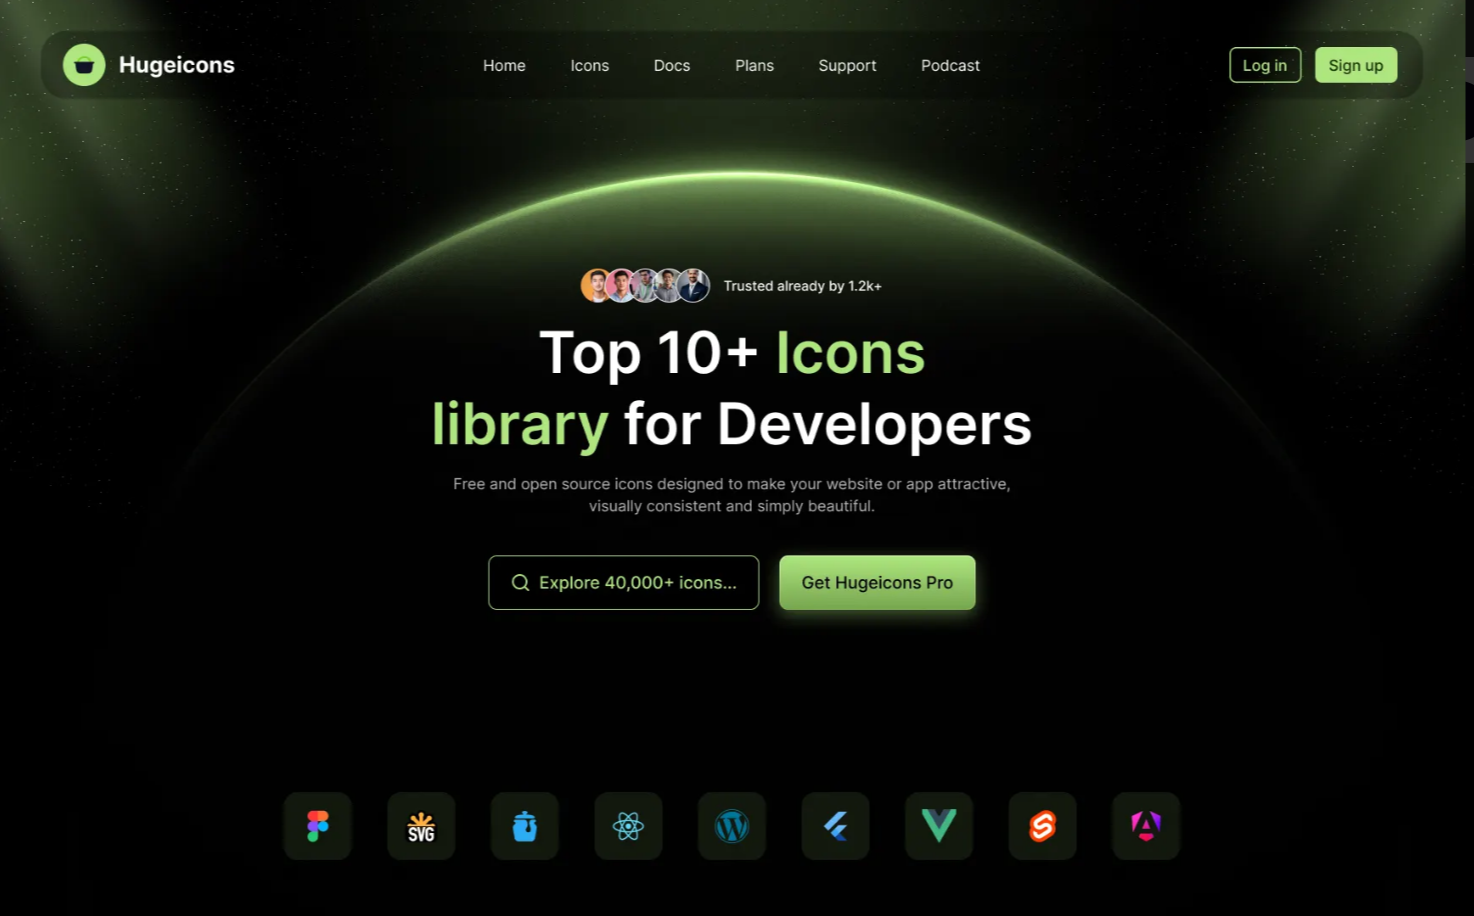 Hugeicons
Home
Icons
Docs
Plans
Support
Podcast
Log in
Sign up
Trusted already by 1.2k+
Top 10+ Icons
library for Developers
Free and open source icons designed to make your website or app attractive,
visually consistent and simply beautiful.
Explore 40,000+ icons...
Get Hugeicons Pro
SVG